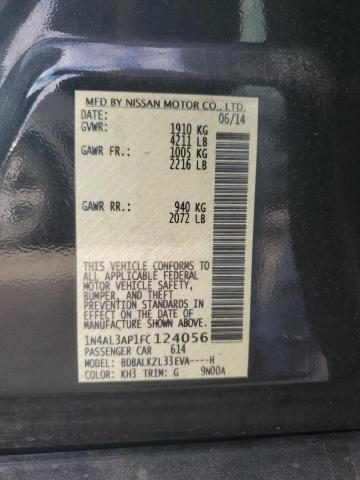 MFD BY NISSAN MOTOR CO., LTD.
DATE: 06/14
GVWR: 1910 KG
4211 LB
GAWR FR.: 1005 KG
2216 LB
GAWR RR.: 940 KG
2072 LB
THIS VEHICLE CONFORMS TO
ALL APPLICABLE FEDERAL
MOTOR VEHICLE SAFETY,
BUMPER, AND THEFT
PREVENTION STANDARDS IN
EFFECT ON THE DATE OF
MANUFACTURE SHOWN ABOVE.
1N4AL3AP1FC124056
PASSENGER CAR 614
MODEL: BDBALKZL33EVA----H
COLOR: KH3 TRIM: G 9N00A